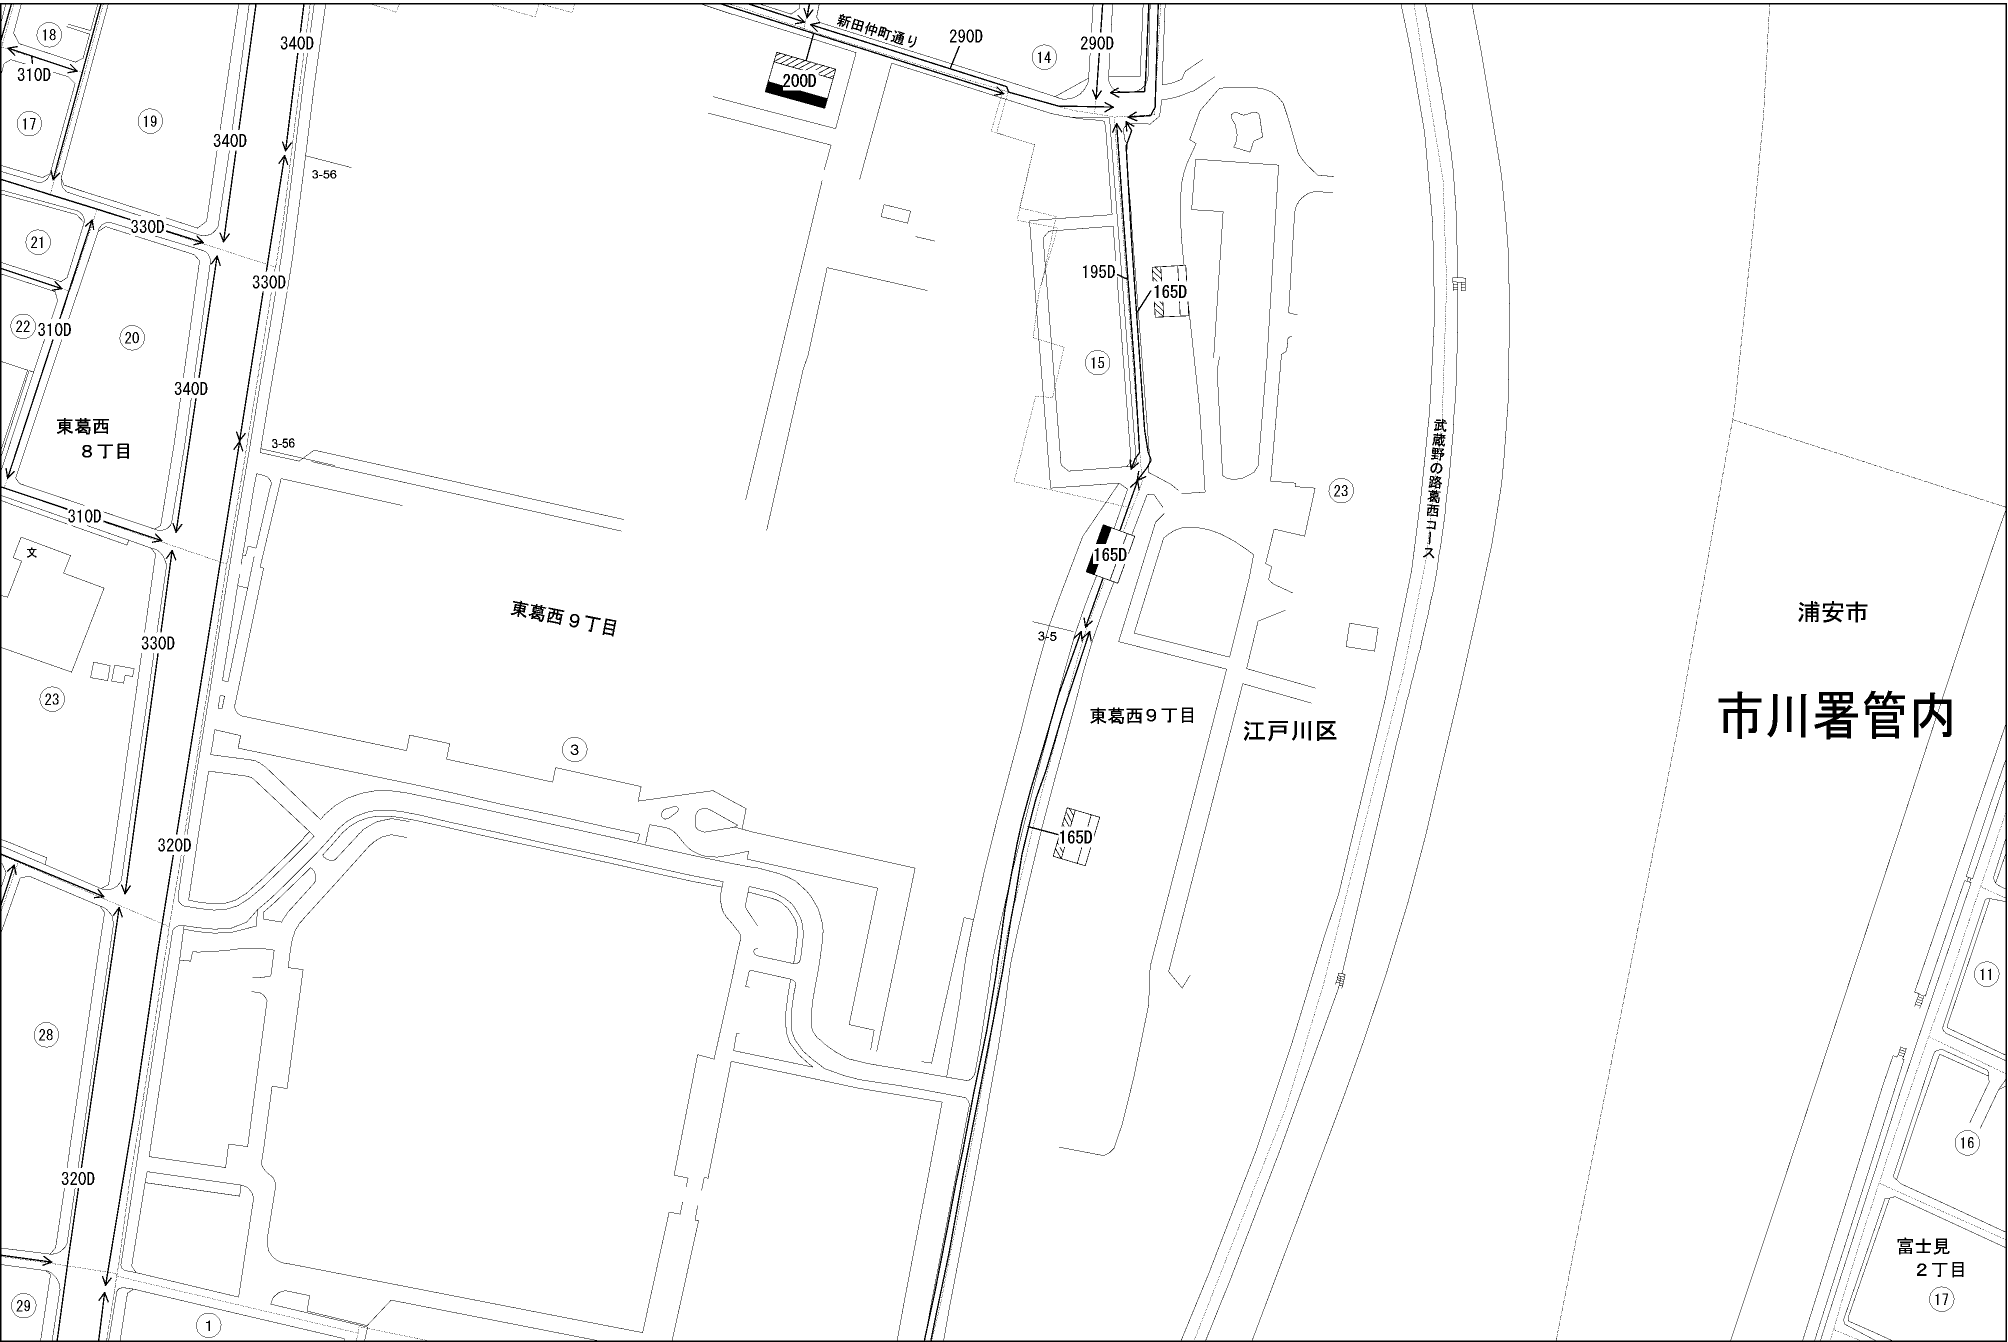 18
340D
新田仲町通り
290D
290D
14
310D
200D
17
19
340D
3-56
21
330D
330D
195D
165D
22
310D
20
15
340D
東葛西
８丁目
3-56
武蔵野の路葛西コース
23
310D
文
165D
東葛西９丁目
浦安市
330D
3-5
23
東葛西９丁目
江戸川区
市川署管内
3
320D
165D
11
28
16
320D
富士見
２丁目
29
1
17